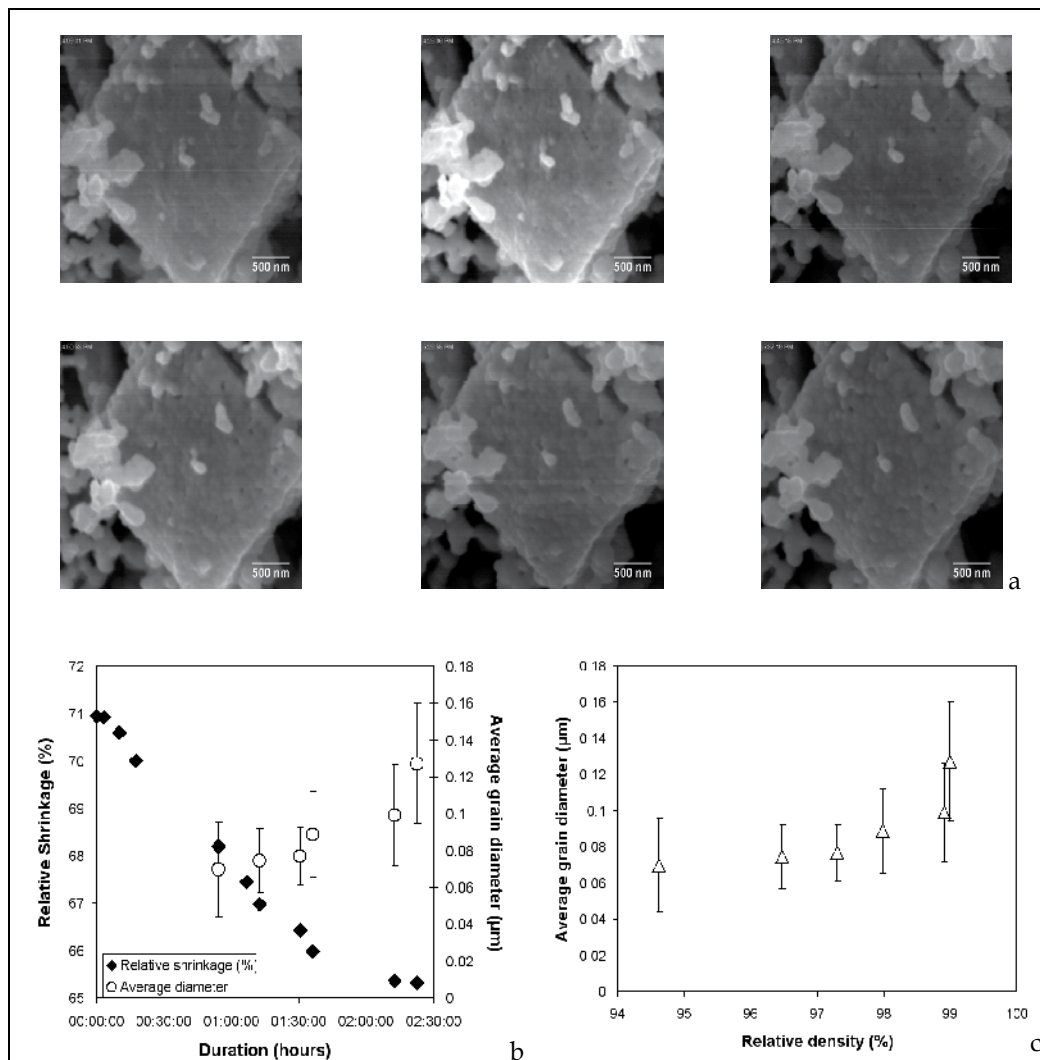 500 nm
500 nm
500 nm
500 nm
500 nm
500 nm
a
Relative Shrinkage (%)
72
71
70
69
68
67
66
65
0.18
0.16
0.14
0.12
0.1
0.08
0.06
0.04
0.02
0
Average grain
diameter (µm)
Relative shrinkage (%)
Average diameter
00:00:00 00:30:00 01:00:00 01:30:00 02:00:00 02:30:00
Duration (hours)
b
Average grain diameter (µm)
0.18
0.16
0.14
0.12
0.1
0.08
0.06
0.04
0.02
0
94 95 96 97 98 99 100
Relative density (%)
c